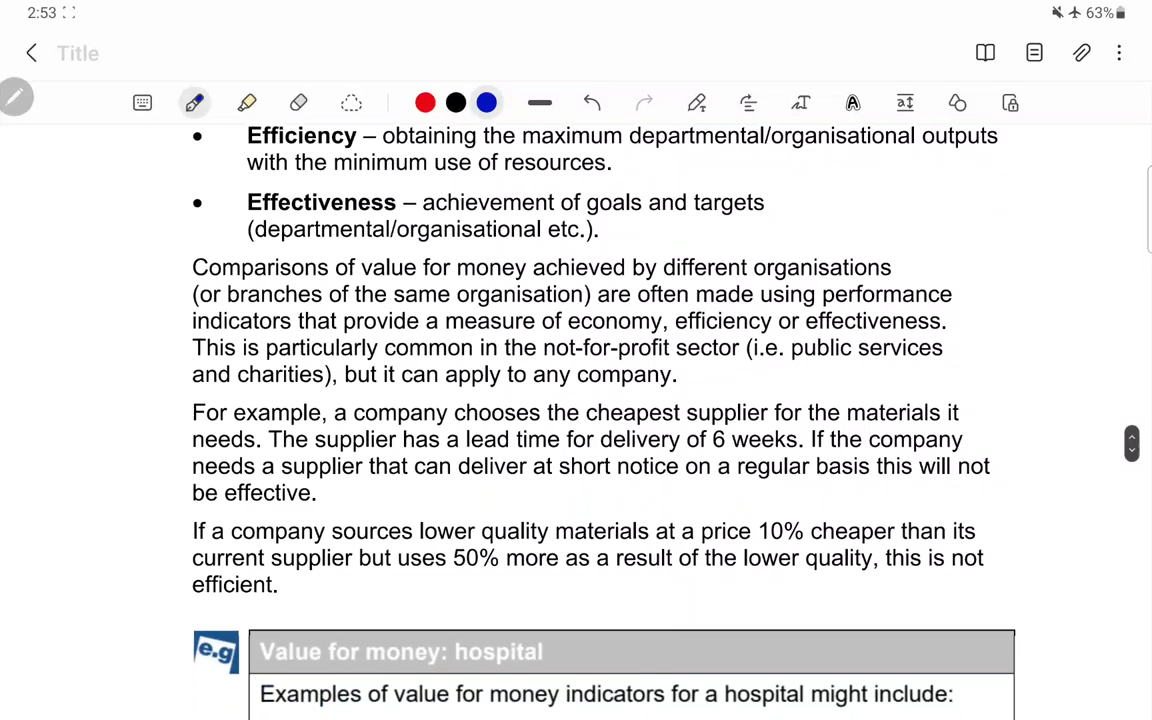 2:53
63%
Title
• Efficiency – obtaining the maximum departmental/organisational outputs
with the minimum use of resources.
• Effectiveness – achievement of goals and targets
(departmental/organisational etc.).
Comparisons of value for money achieved by different organisations
(or branches of the same organisation) are often made using performance
indicators that provide a measure of economy, efficiency or effectiveness.
This is particularly common in the not-for-profit sector (i.e. public services
and charities), but it can apply to any company.
For example, a company chooses the cheapest supplier for the materials it
needs. The supplier has a lead time for delivery of 6 weeks. If the company
needs a supplier that can deliver at short notice on a regular basis this will not
be effective.
If a company sources lower quality materials at a price 10% cheaper than its
current supplier but uses 50% more as a result of the lower quality, this is not
efficient.
e.g Value for money: hospital
Examples of value for money indicators for a hospital might include: